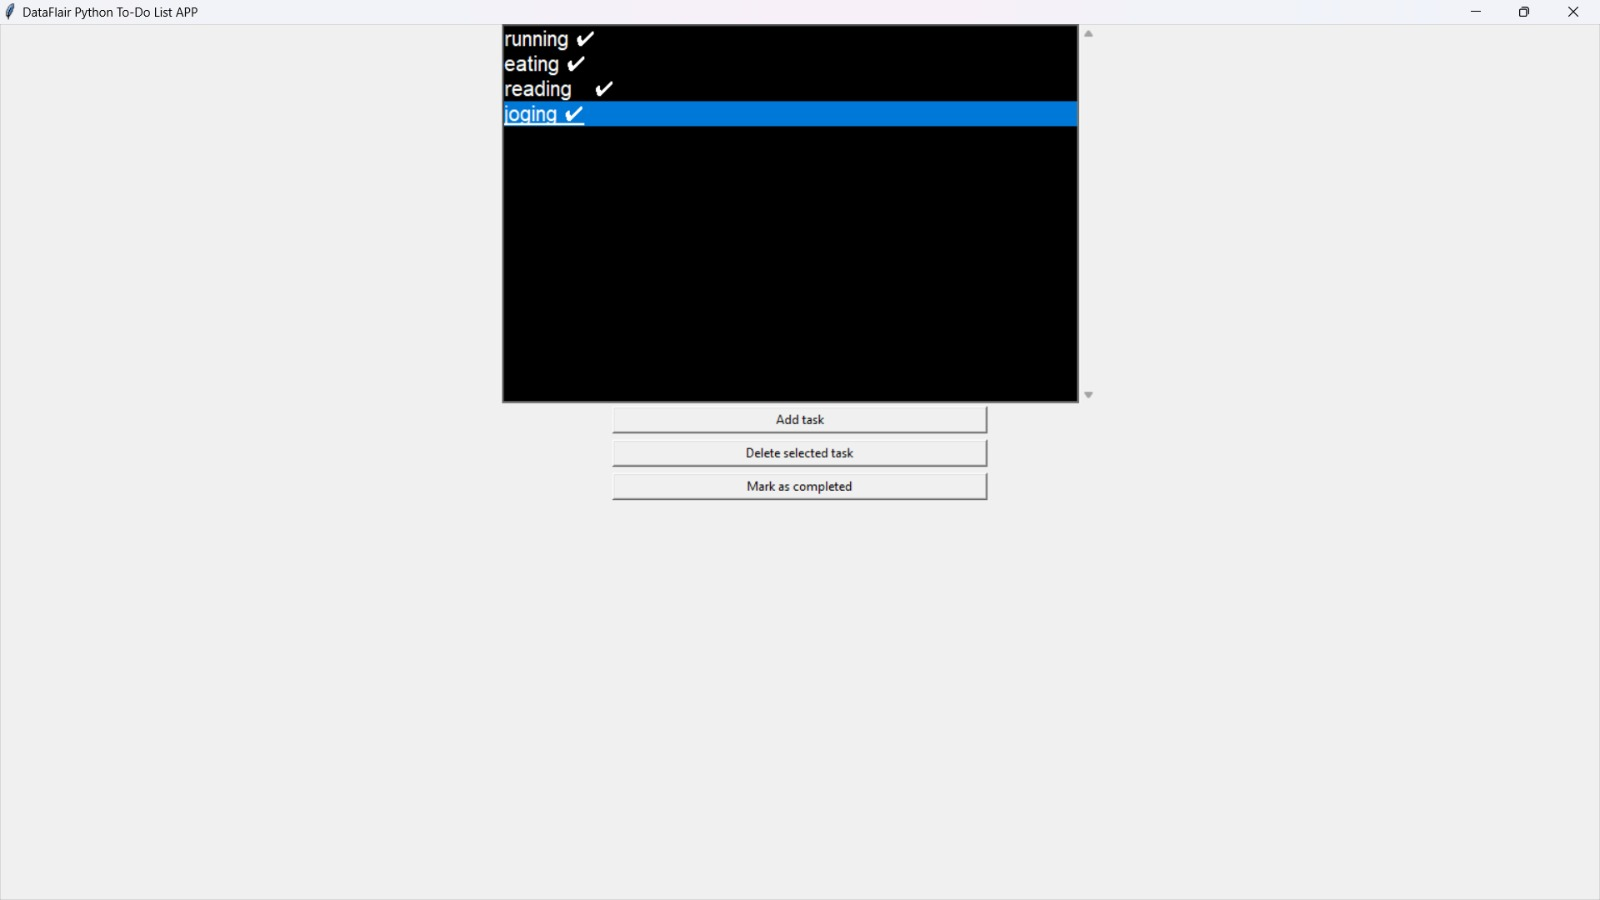 DataFlair Python To-Do List APP
running ✔
eating ✔
reading ✔
joging ✔
Add task
Delete selected task
Mark as completed